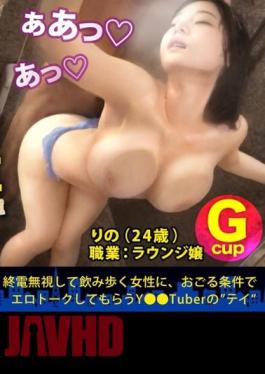 ぁあっ♡
あっ♡
りの（24歳）
職業：ラウンジ嬢
G
cup
終電無視して飲み歩く女性に、おごる条件で
エロトークしてもらうY●●Tuberの"テイ"
JAVHD